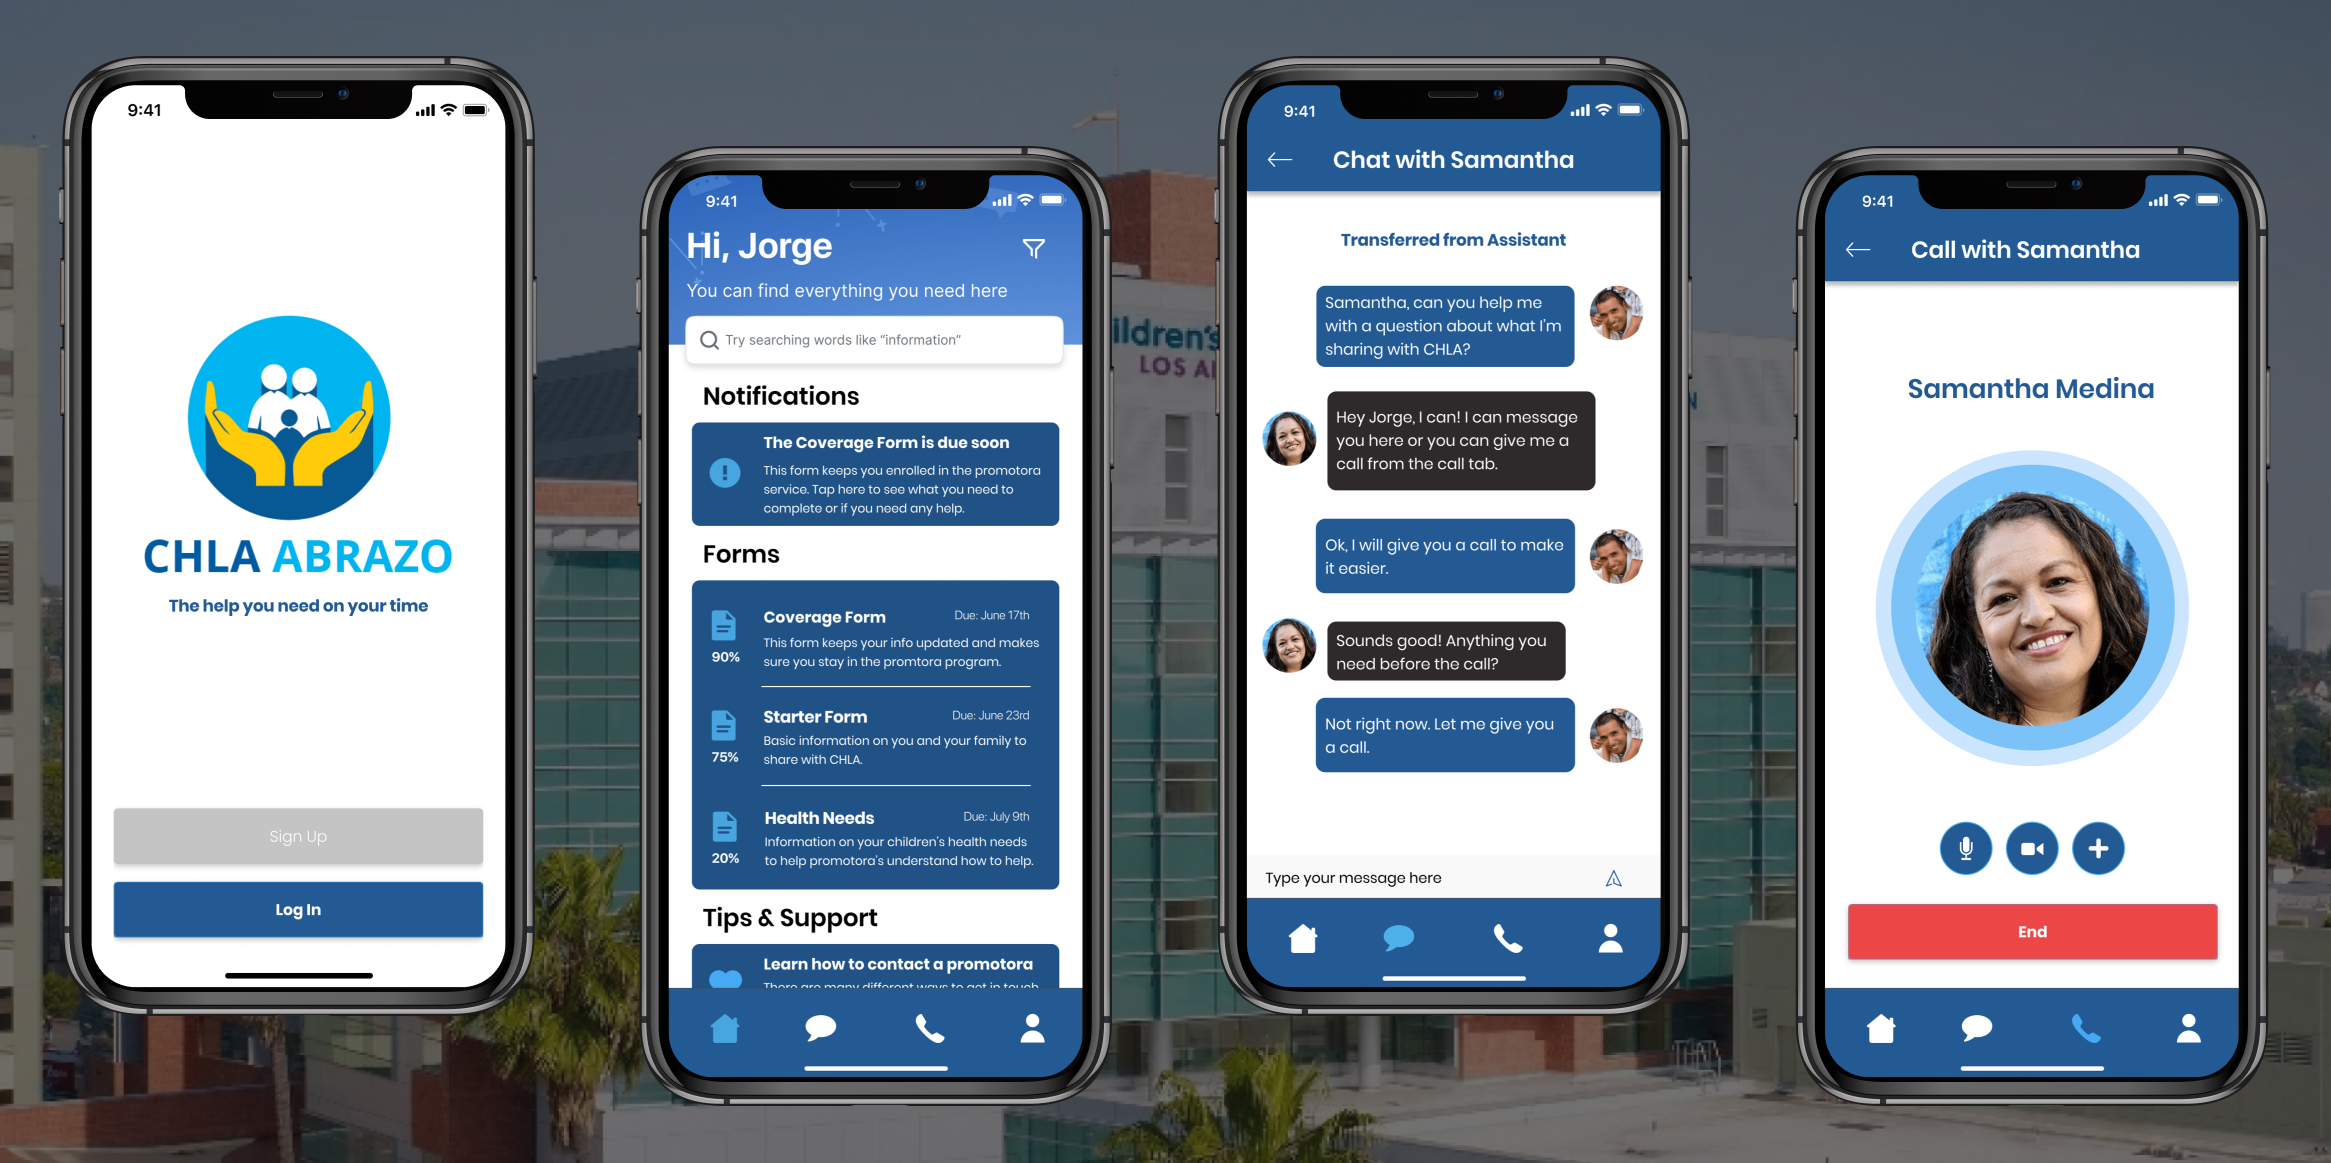 9:41
CHLA ABRAZO
The help you need on your time
Sign Up
Log In
9:41
Hi, Jorge
You can find everything you need here
Try searching words like "information"
Notifications
The Coverage Form is due soon
This form keeps you enrolled in the promotora
service. Tap here to see what you need to
complete or if you need any help.
Forms
Coverage Form
Due: June 17th
This form keeps your info updated and makes
sure you stay in the promtora program.
90%
Starter Form
Due: June 23rd
Basic information on you and your family to
share with CHLA.
75%
Health Needs
Due: July 9th
Information on your children's health needs
to help promotora's understand how to help.
20%
Tips & Support
Learn how to contact a promotora
There are many different ways to get in touch
ildren's
LOS A
9:41
Chat with Samantha
Transferred from Assistant
Samantha, can you help me
with a question about what I'm
sharing with CHLA?
Hey Jorge, I can! I can message
you here or you can give me a
call from the call tab.
Ok, I will give you a call to make
it easier.
Sounds good! Anything you
need before the call?
Not right now. Let me give you
a call.
Type your message here
9:41
Call with Samantha
Samantha Medina
End